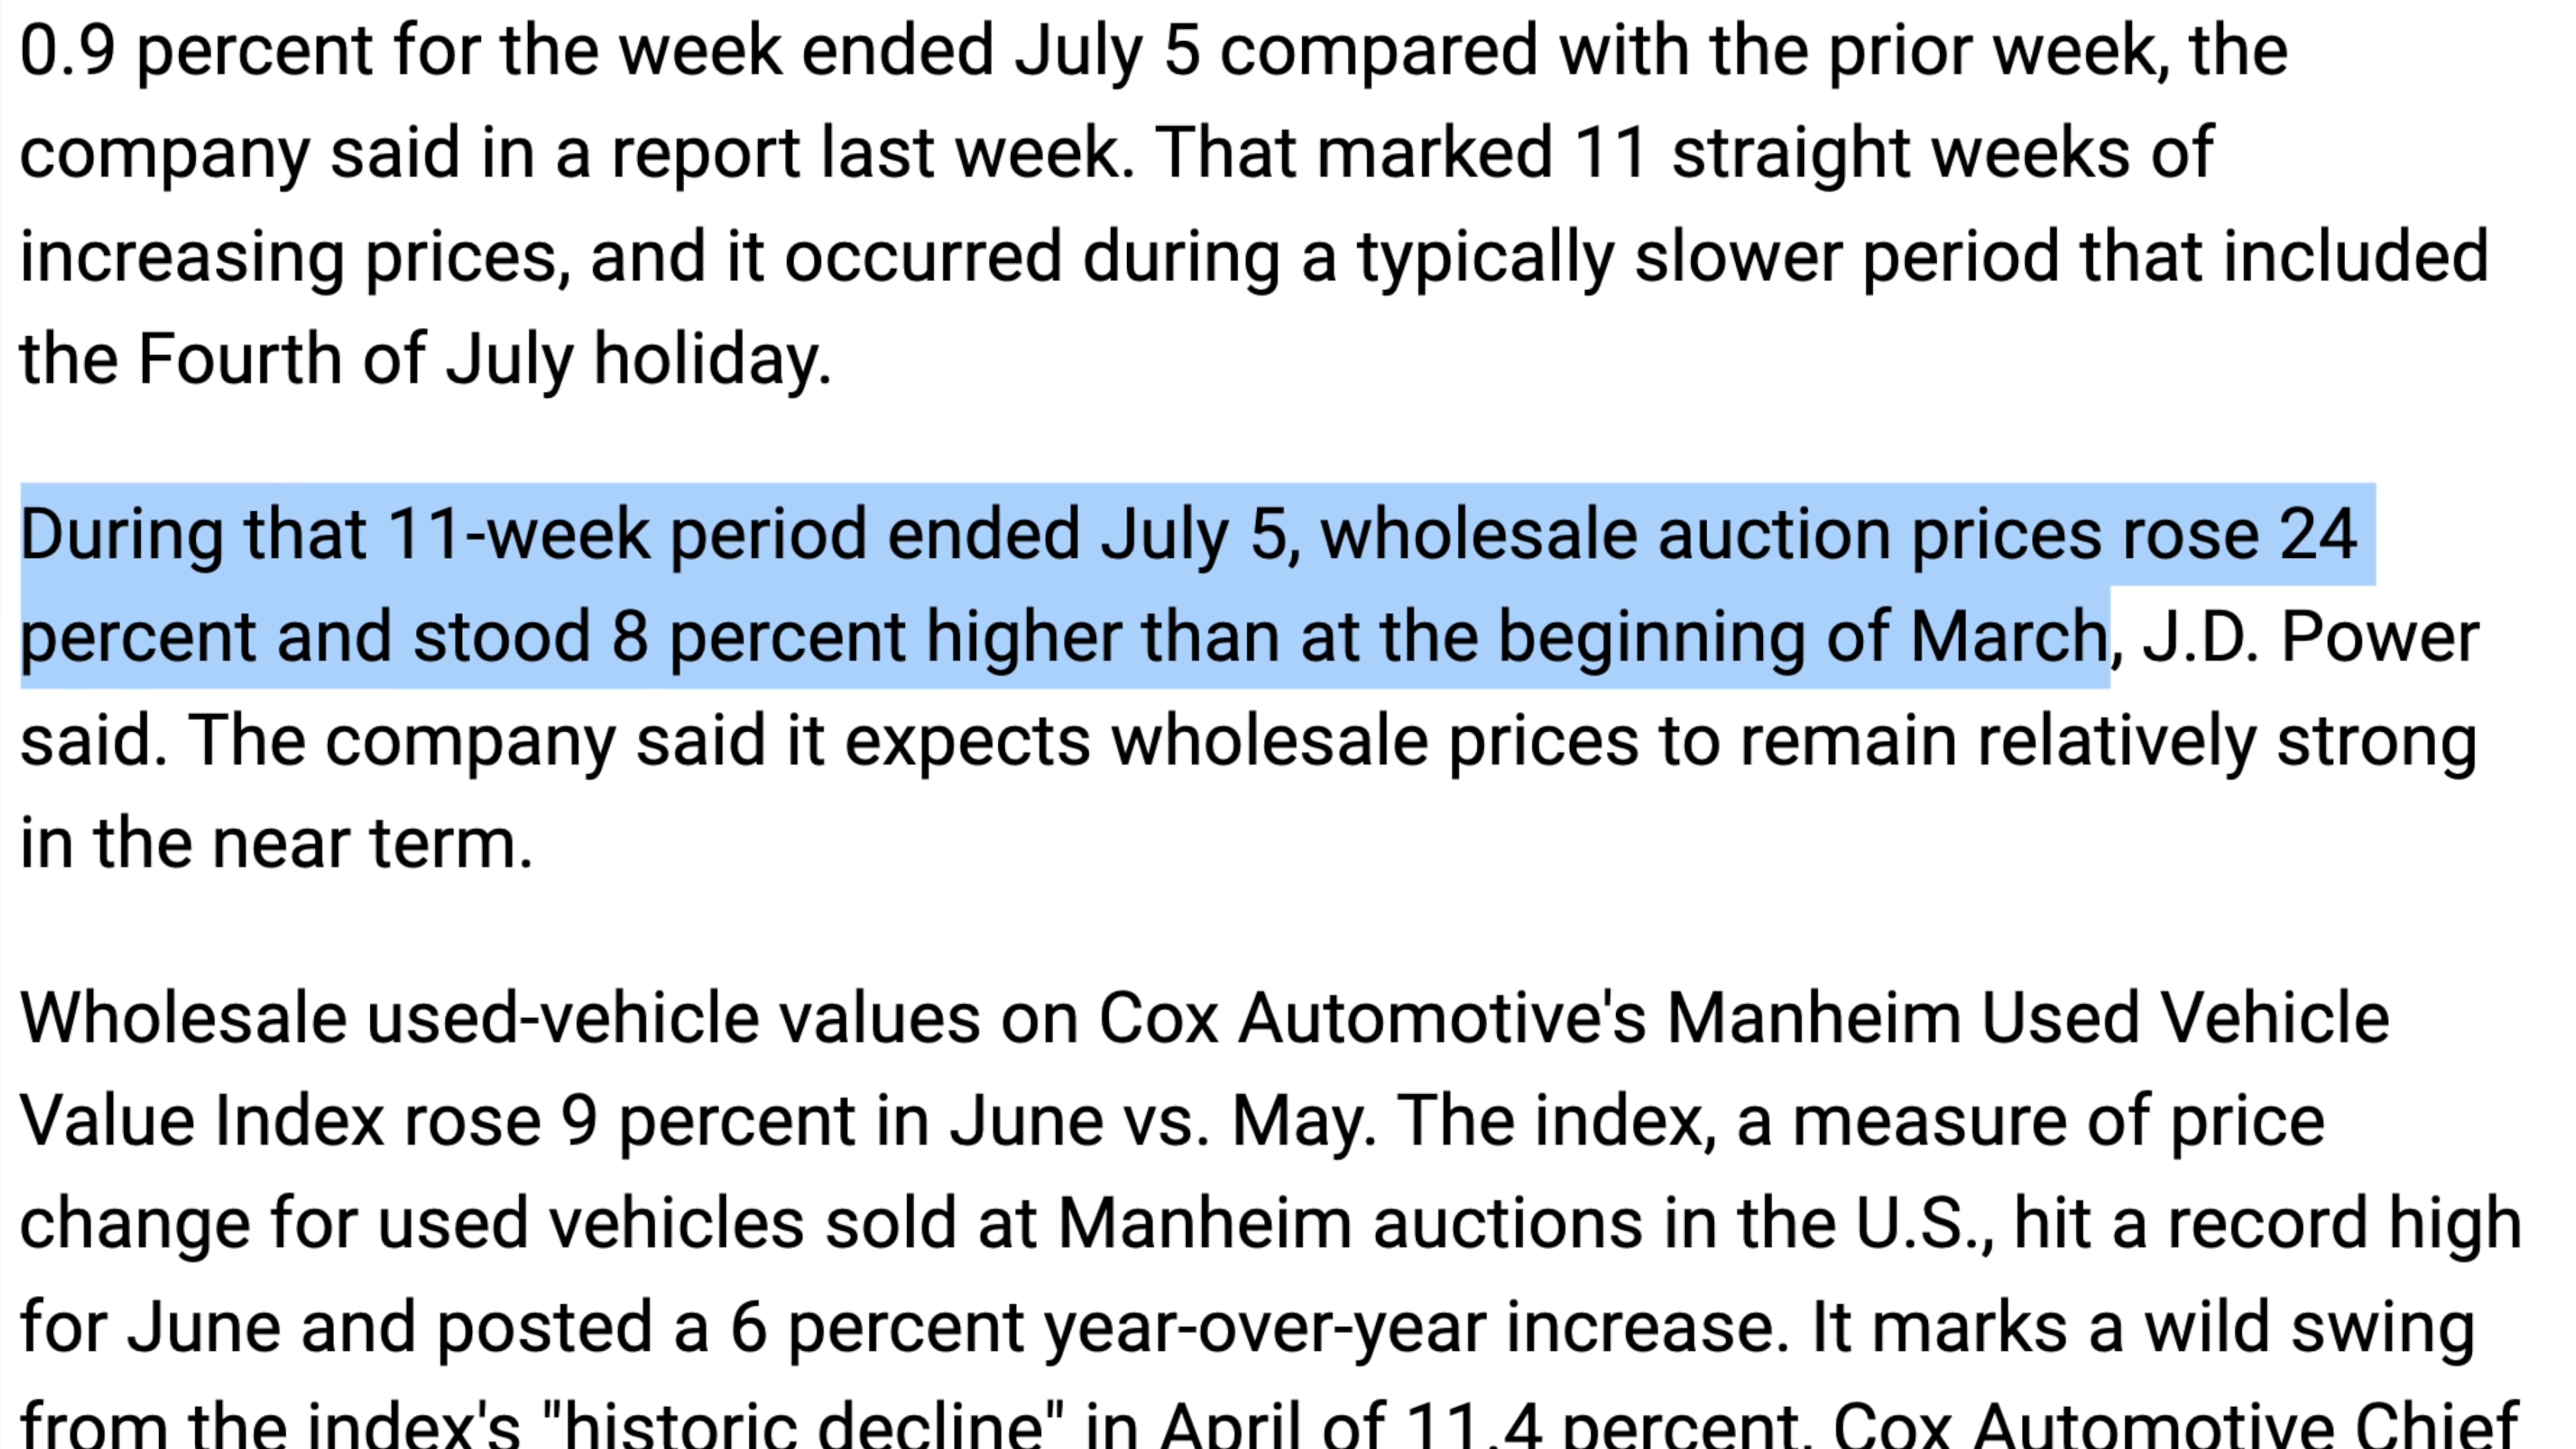 0.9 percent for the week ended July 5 compared with the prior week, the
company said in a report last week. That marked 11 straight weeks of
increasing prices, and it occurred during a typically slower period that included
the Fourth of July holiday.
During that 11-week period ended July 5, wholesale auction prices rose 24
percent and stood 8 percent higher than at the beginning of March, J.D. Power
said. The company said it expects wholesale prices to remain relatively strong
in the near term.
Wholesale used-vehicle values on Cox Automotive's Manheim Used Vehicle
Value Index rose 9 percent in June vs. May. The index, a measure of price
change for used vehicles sold at Manheim auctions in the U.S., hit a record high
for June and posted a 6 percent year-over-year increase. It marks a wild swing
from the index's "historic decline" in April of 11.4 percent, Cox Automotive Chief